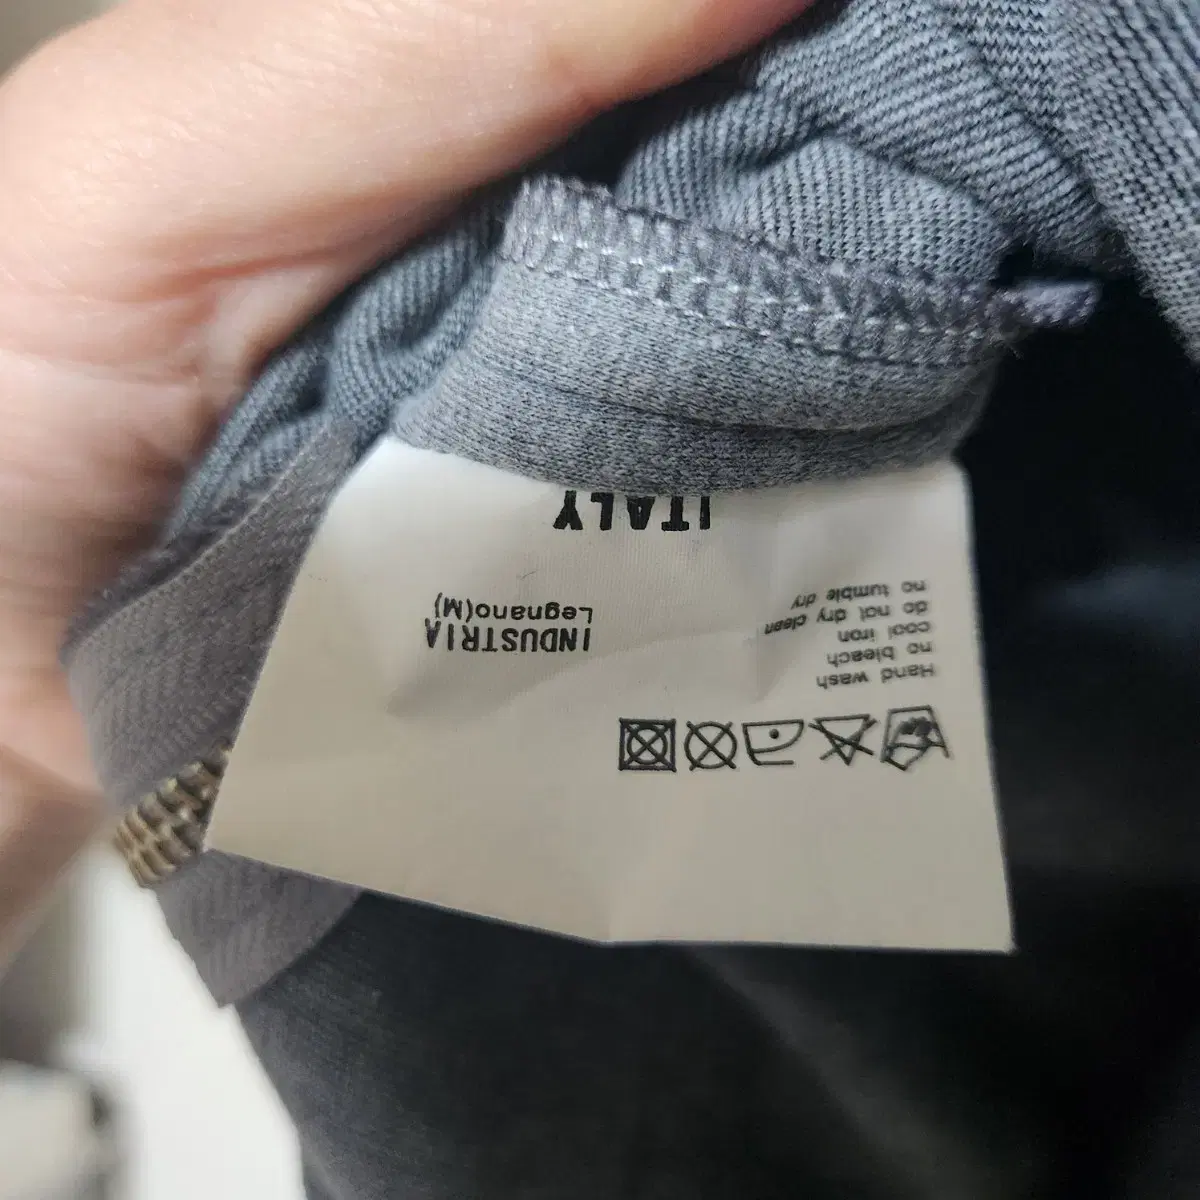 Hand wash
no bleach
cool iron
do not dry clean
no tumble dry
INDUSTRIA
Legnano(M)
ITALY